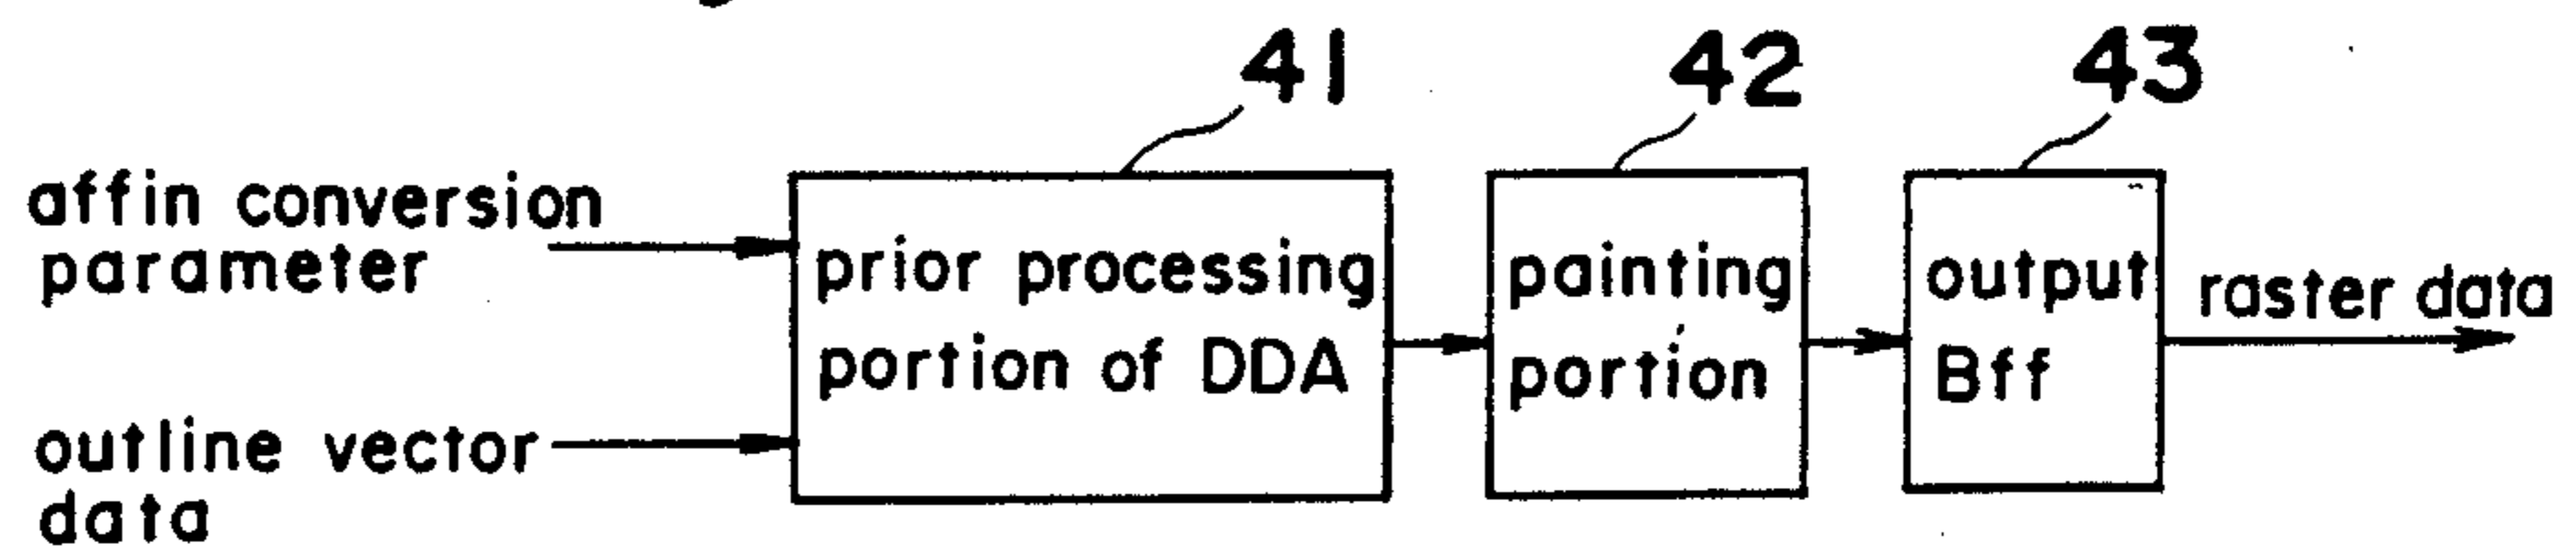 41
42
43
affin conversion
parameter
outline vector
data
prior processing
portion of DDA
painting
portion
output
Bff
raster data